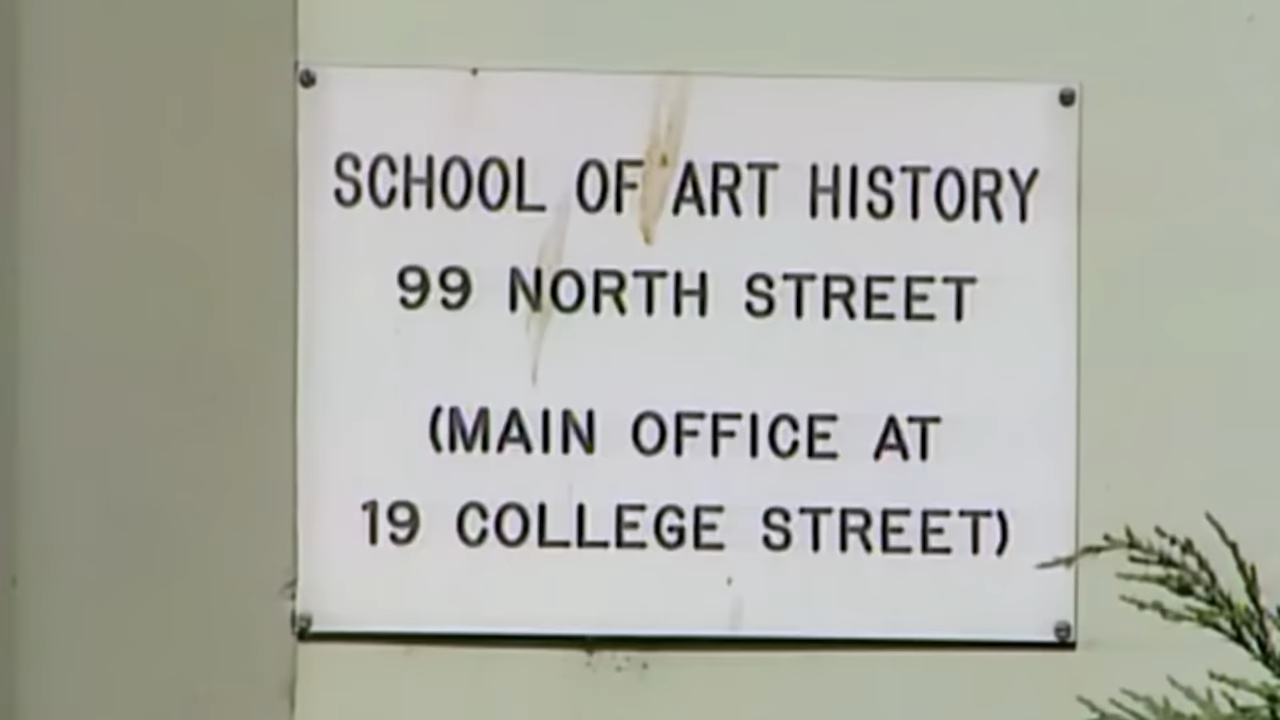 SCHOOL OF ART HISTORY
99 NORTH STREET
(MAIN OFFICE AT
19 COLLEGE STREET)